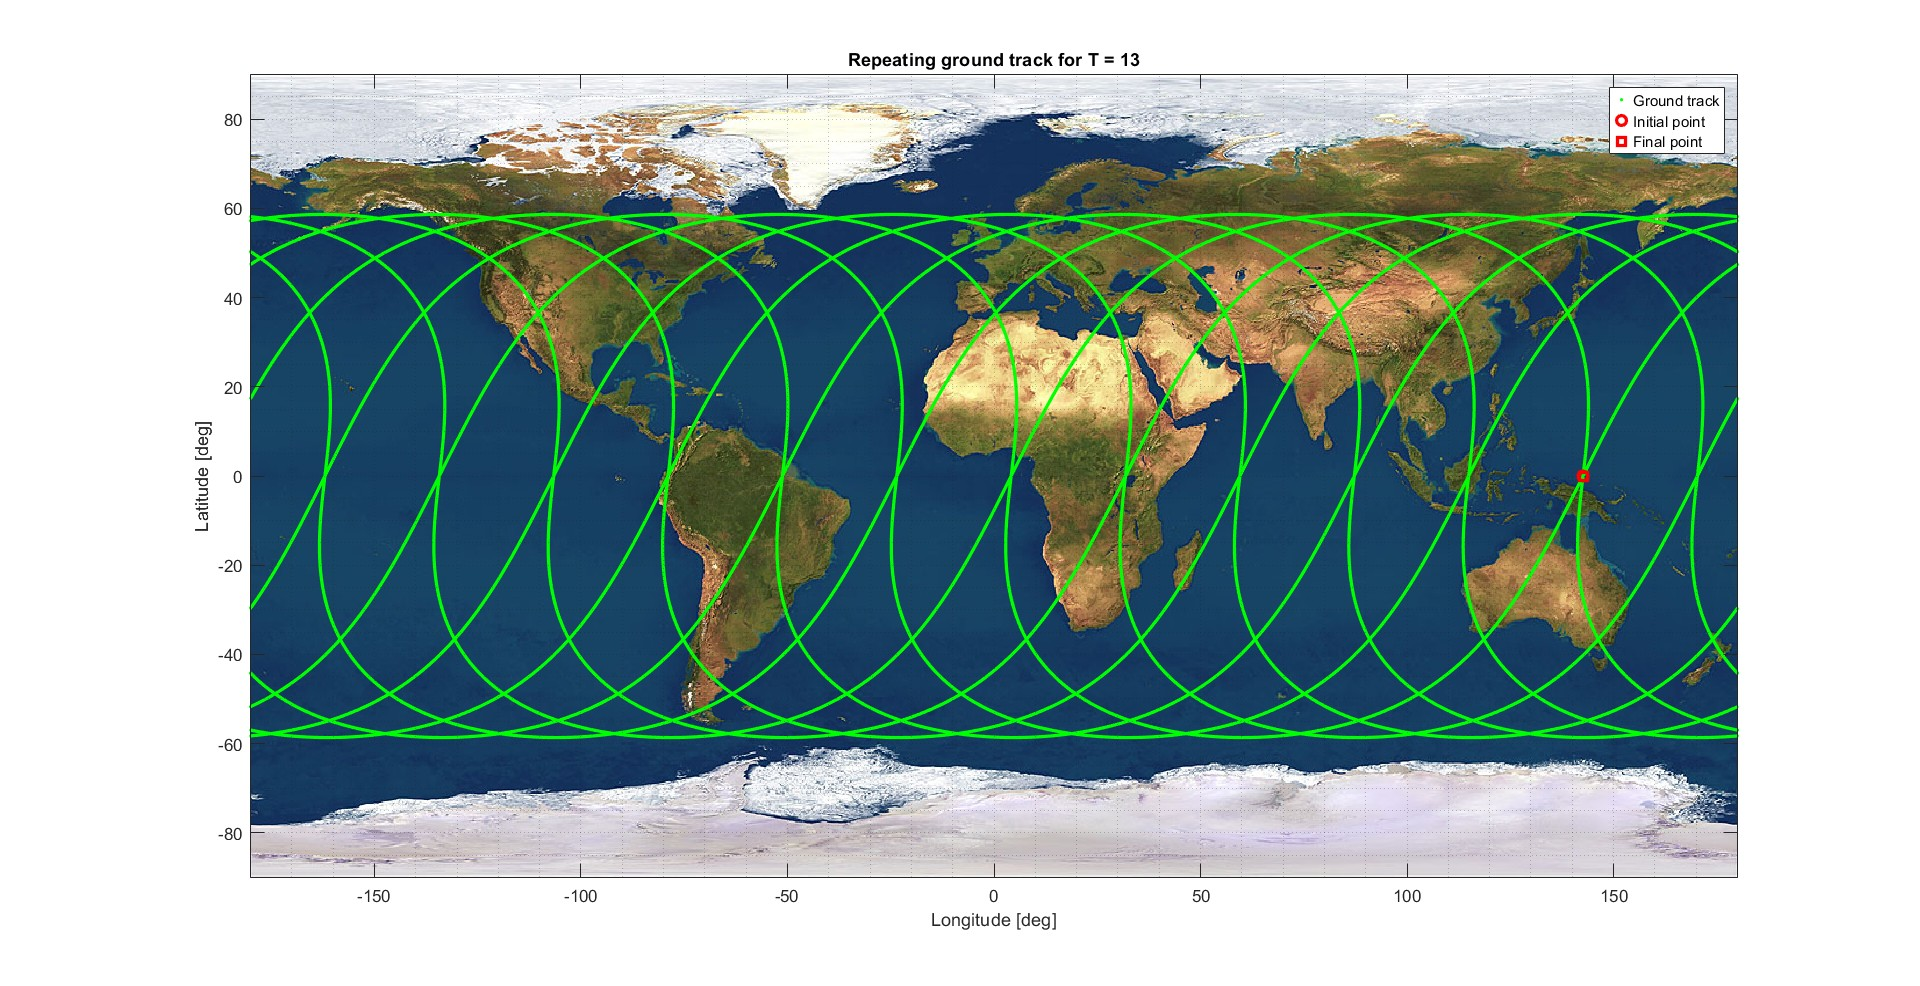 Repeating ground track for T = 13
Ground track
Initial point
Final point
80
60
40
20
0
-20
-40
-60
-80
Latitude [deg]
-150
-100
-50
0
50
100
150
Longitude [deg]